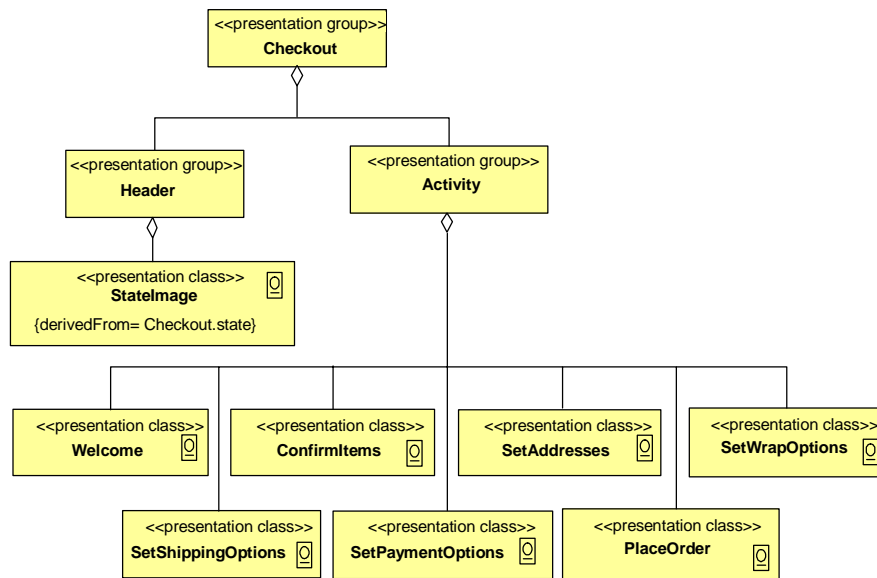 <<presentation group>>
Checkout
<<presentation group>>
Header
<<presentation group>>
Activity
<<presentation class>>
StateImage
{derivedFrom= Checkout.state}
<<presentation class>>
Welcome
<<presentation class>>
ConfirmItems
<<presentation class>>
SetAddresses
<<presentation class>>
SetWrapOptions
<<presentation class>>
SetShippingOptions
<<presentation class>>
SetPaymentOptions
<<presentation class>>
PlaceOrder